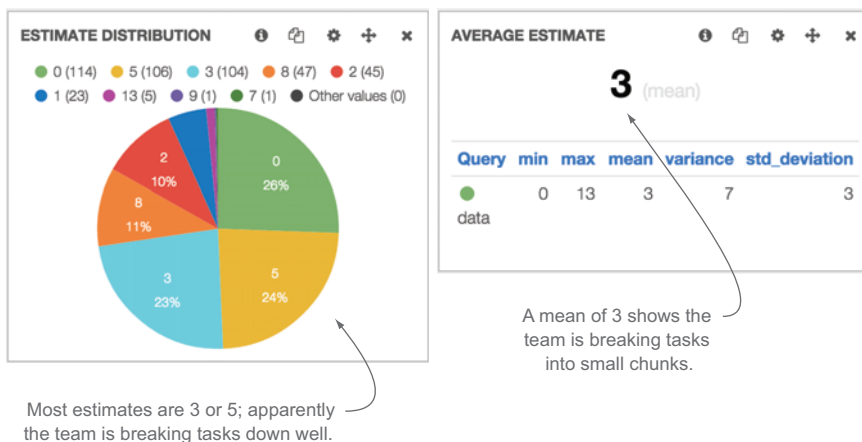 ESTIMATE DISTRIBUTION
0 (114) 5 (106) 3 (104) 8 (47) 2 (45)
1 (23) 13 (5) 9 (1) 7 (1) Other values (0)
0
26%
2
10%
8
11%
3
23%
5
24%
Most estimates are 3 or 5; apparently
the team is breaking tasks down well.
AVERAGE ESTIMATE
3 (mean)
Query min max mean variance std_deviation
0 13 3 7 3
data
A mean of 3 shows the
team is breaking tasks
into small chunks.